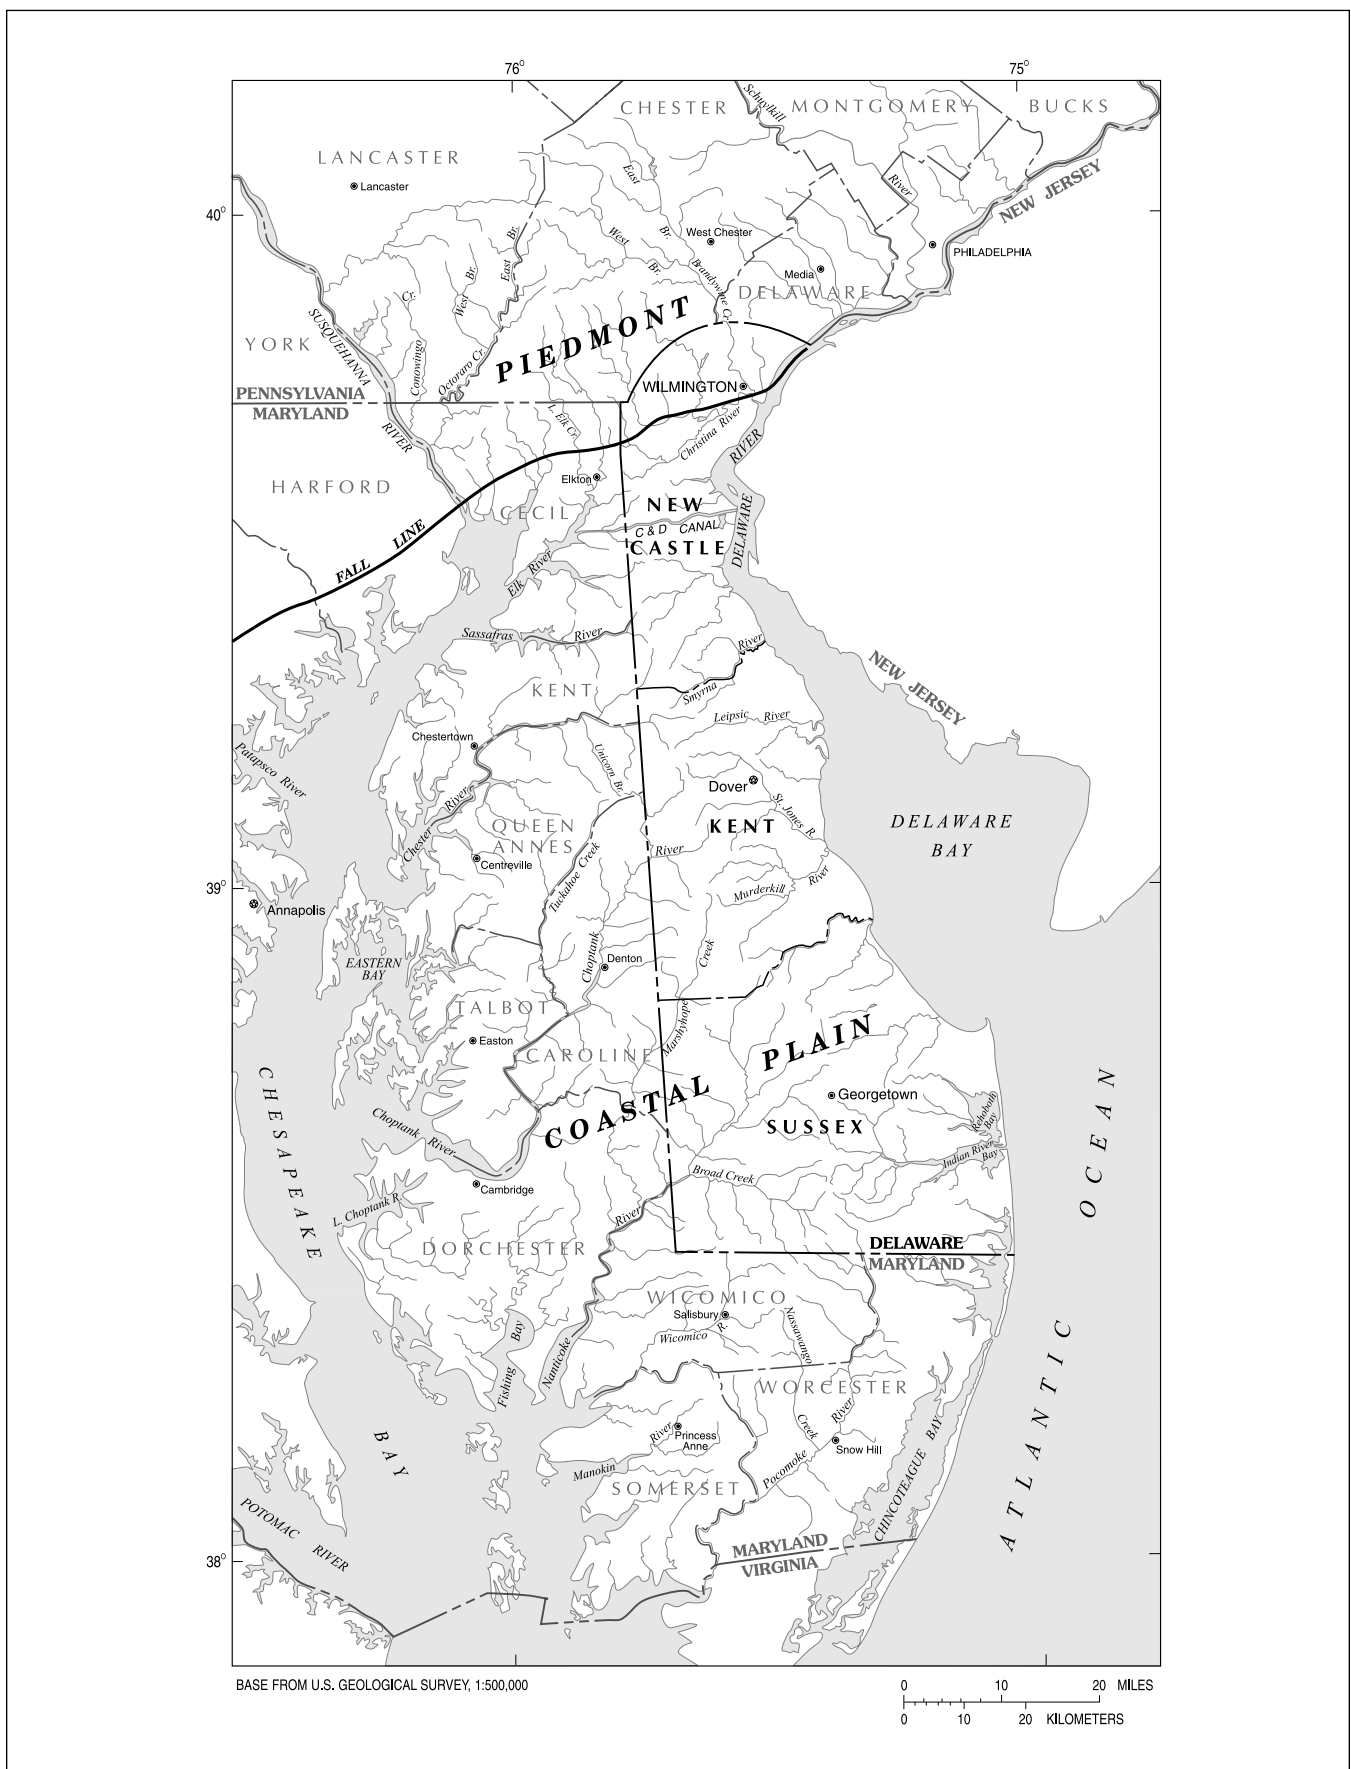 76°
75°
CHESTER
Schuylkill
MONTGOMERY
BUCKS
LANCASTER
Lancaster
East
River
NEW JERSEY
40°
Br.
West
Br.
West Chester
PHILADELPHIA
Br.
East
Br.
West
Br.
Brandywine Cr.
Media
DELAWARE
Cr.
Conowingo
SUSQUEHANNA
RIVER
PIEDMONT
YORK
Octoraro Cr.
WILMINGTON
PENNSYLVANIA
MARYLAND
L. Elk Cr.
Christina River
RIVER
DELAWARE
HARFORD
Elkton
CECIL
NEW
C & D CANAL
CASTLE
FALL LINE
Elk River
Sassafras River
River
Smyrna
NEW JERSEY
KENT
Leipsic River
Chestertown
Unicorn Br.
Patapsco River
Dover
St. Jones R.
Chester River
QUEEN
ANNES
KENT
DELAWARE
BAY
River
Centreville
Tuckahoe Creek
Murderkill River
39°
Annapolis
Choptank
Denton
Creek
Marshyhope
EASTERN
BAY
TALBOT
PLAIN
Easton
CAROLINE
COASTAL
Georgetown
SUSSEX
Rehoboth
Bay
Choptank River
Indian River
Bay
Broad Creek
Cambridge
L. Choptank R.
River
CHESAPEAKE
DORCHESTER
DELAWARE
MARYLAND
WICOMICO
Salisbury
Wicomico R.
Nassawango
Bay
Fishing
Nanticoke
WORCESTER
ATLANTIC OCEAN
River
Creek
River
Princess
Anne
Snow Hill
BAY
Manokin
Pocomoke
SOMERSET
CHINCOTEAGUE BAY
POTOMAC
RIVER
38°
MARYLAND
VIRGINIA
BASE FROM U.S. GEOLOGICAL SURVEY, 1:500,000
0 10 20 MILES
0 10 20 KILOMETERS